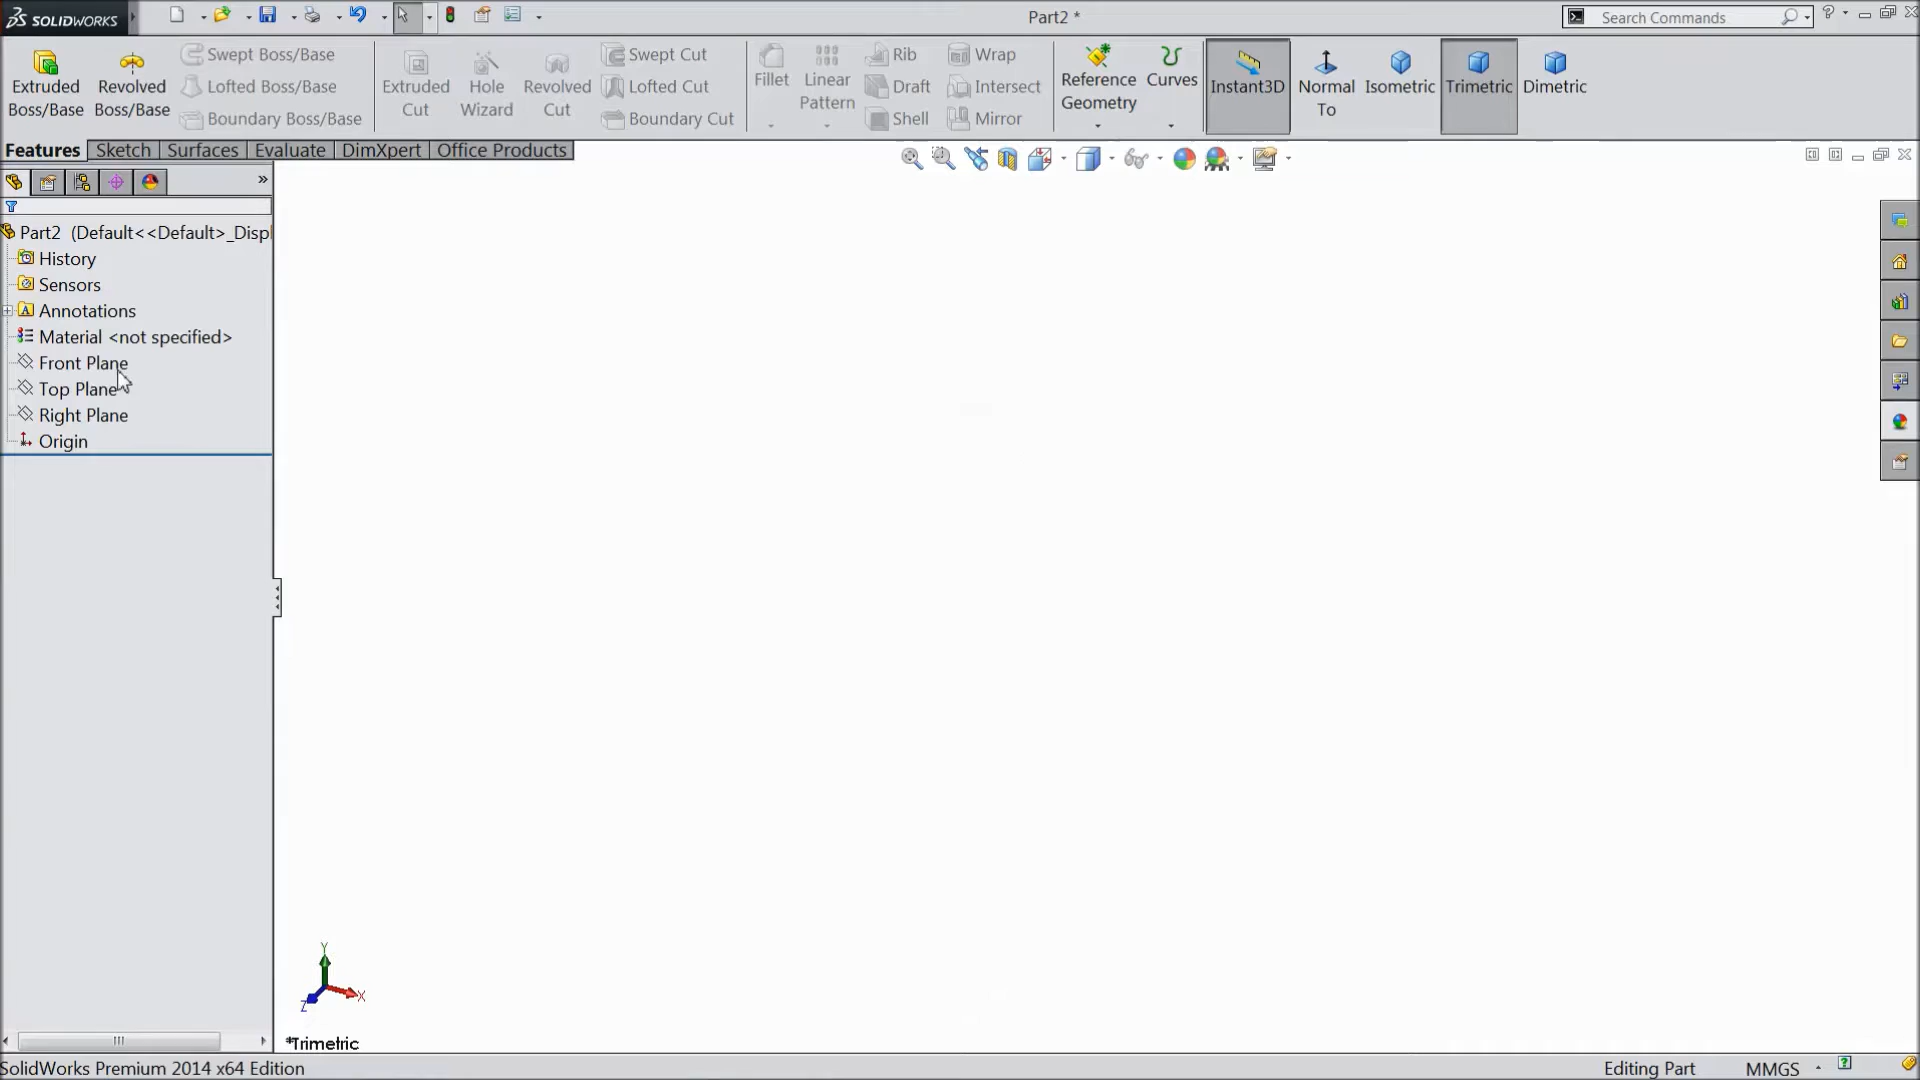 SOLIDWORKS
Part2 *
Search Commands
Extruded Boss/Base
Revolved Boss/Base
Swept Boss/Base
Lofted Boss/Base
Boundary Boss/Base
Extruded Cut
Hole Wizard
Revolved Cut
Swept Cut
Lofted Cut
Boundary Cut
Fillet
Linear Pattern
Rib
Draft
Shell
Wrap
Intersect
Mirror
Reference Geometry
Curves
Instant3D
Normal To
Isometric
Trimetric
Dimetric
Features
Sketch
Surfaces
Evaluate
DimXpert
Office Products
Part2 (Default<<Default>_Displ
History
Sensors
Annotations
Material <not specified>
Front Plane
Top Plane
Right Plane
Origin
Y
X
Z
*Trimetric
SolidWorks Premium 2014 x64 Edition
Editing Part
MMGS